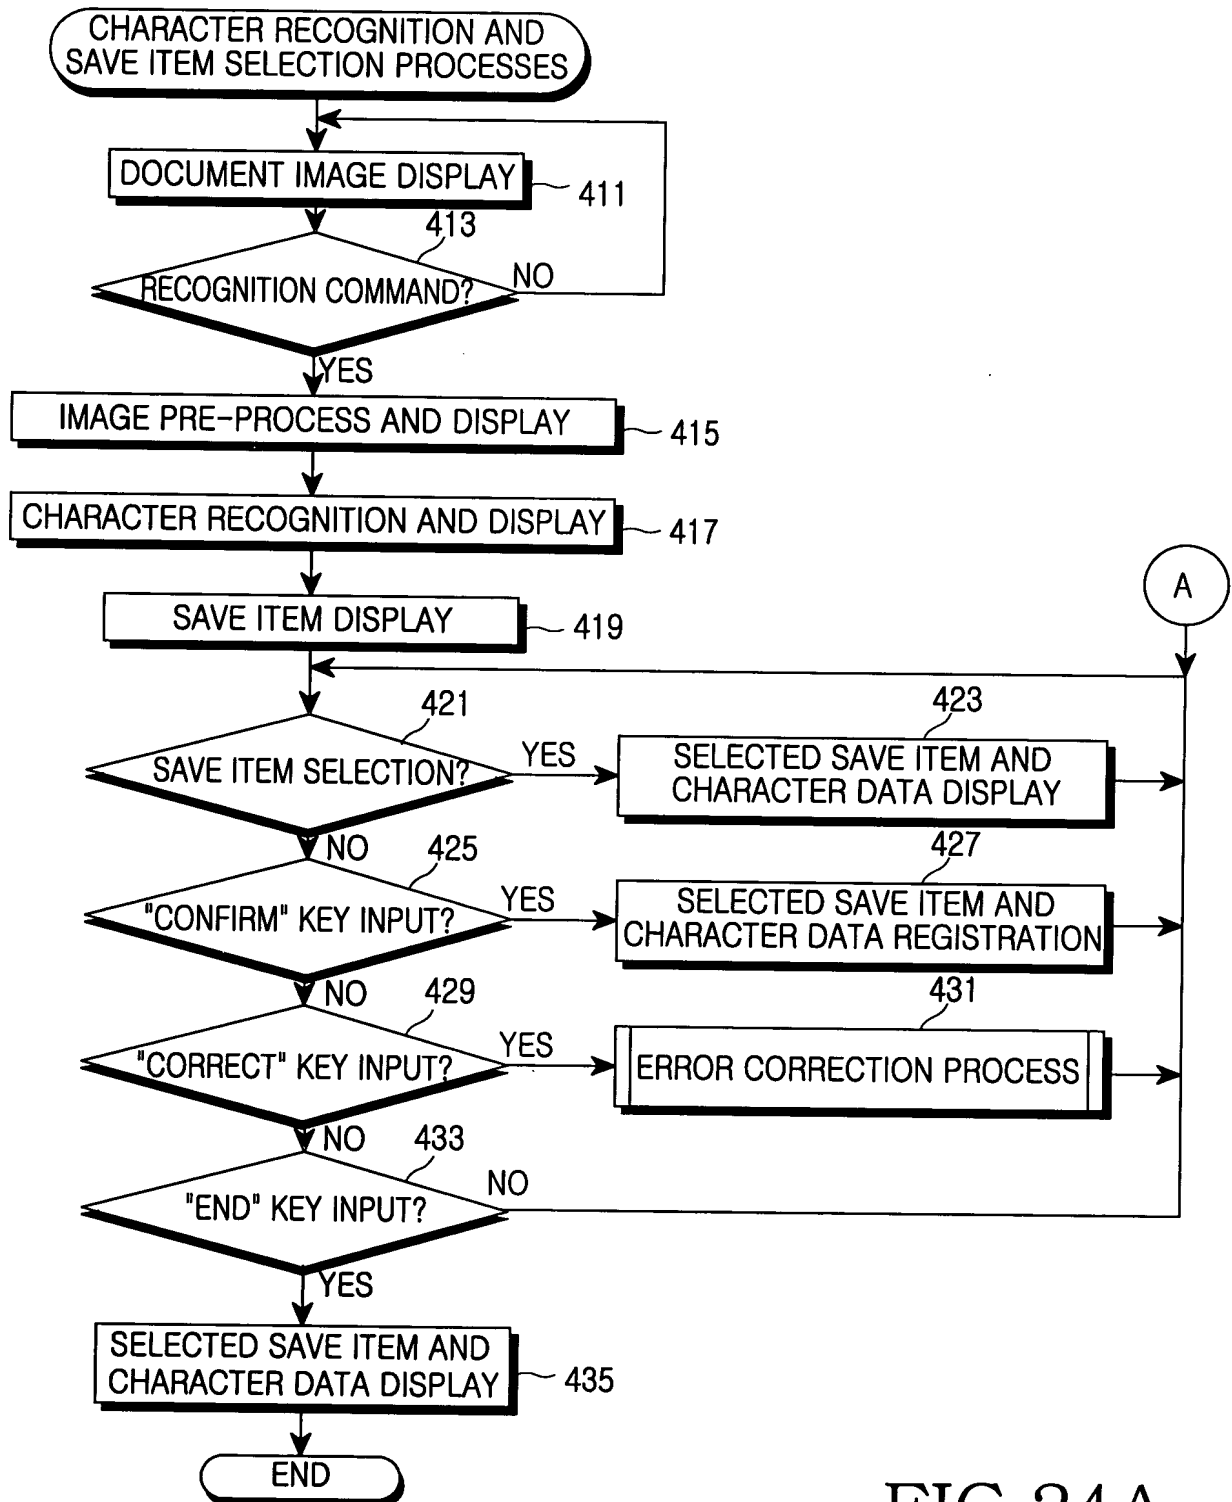 CHARACTER RECOGNITION AND
SAVE ITEM SELECTION PROCESSES
DOCUMENT IMAGE DISPLAY
411
413
RECOGNITION COMMAND?
NO
YES
IMAGE PRE-PROCESS AND DISPLAY
415
CHARACTER RECOGNITION AND DISPLAY
417
A
SAVE ITEM DISPLAY
419
421
SAVE ITEM SELECTION?
YES
423
SELECTED SAVE ITEM AND
CHARACTER DATA DISPLAY
NO
425
"CONFIRM" KEY INPUT?
YES
427
SELECTED SAVE ITEM AND
CHARACTER DATA REGISTRATION
NO
429
"CORRECT" KEY INPUT?
YES
431
ERROR CORRECTION PROCESS
NO
433
"END" KEY INPUT?
NO
YES
SELECTED SAVE ITEM AND
CHARACTER DATA DISPLAY
435
END
FIG.24A